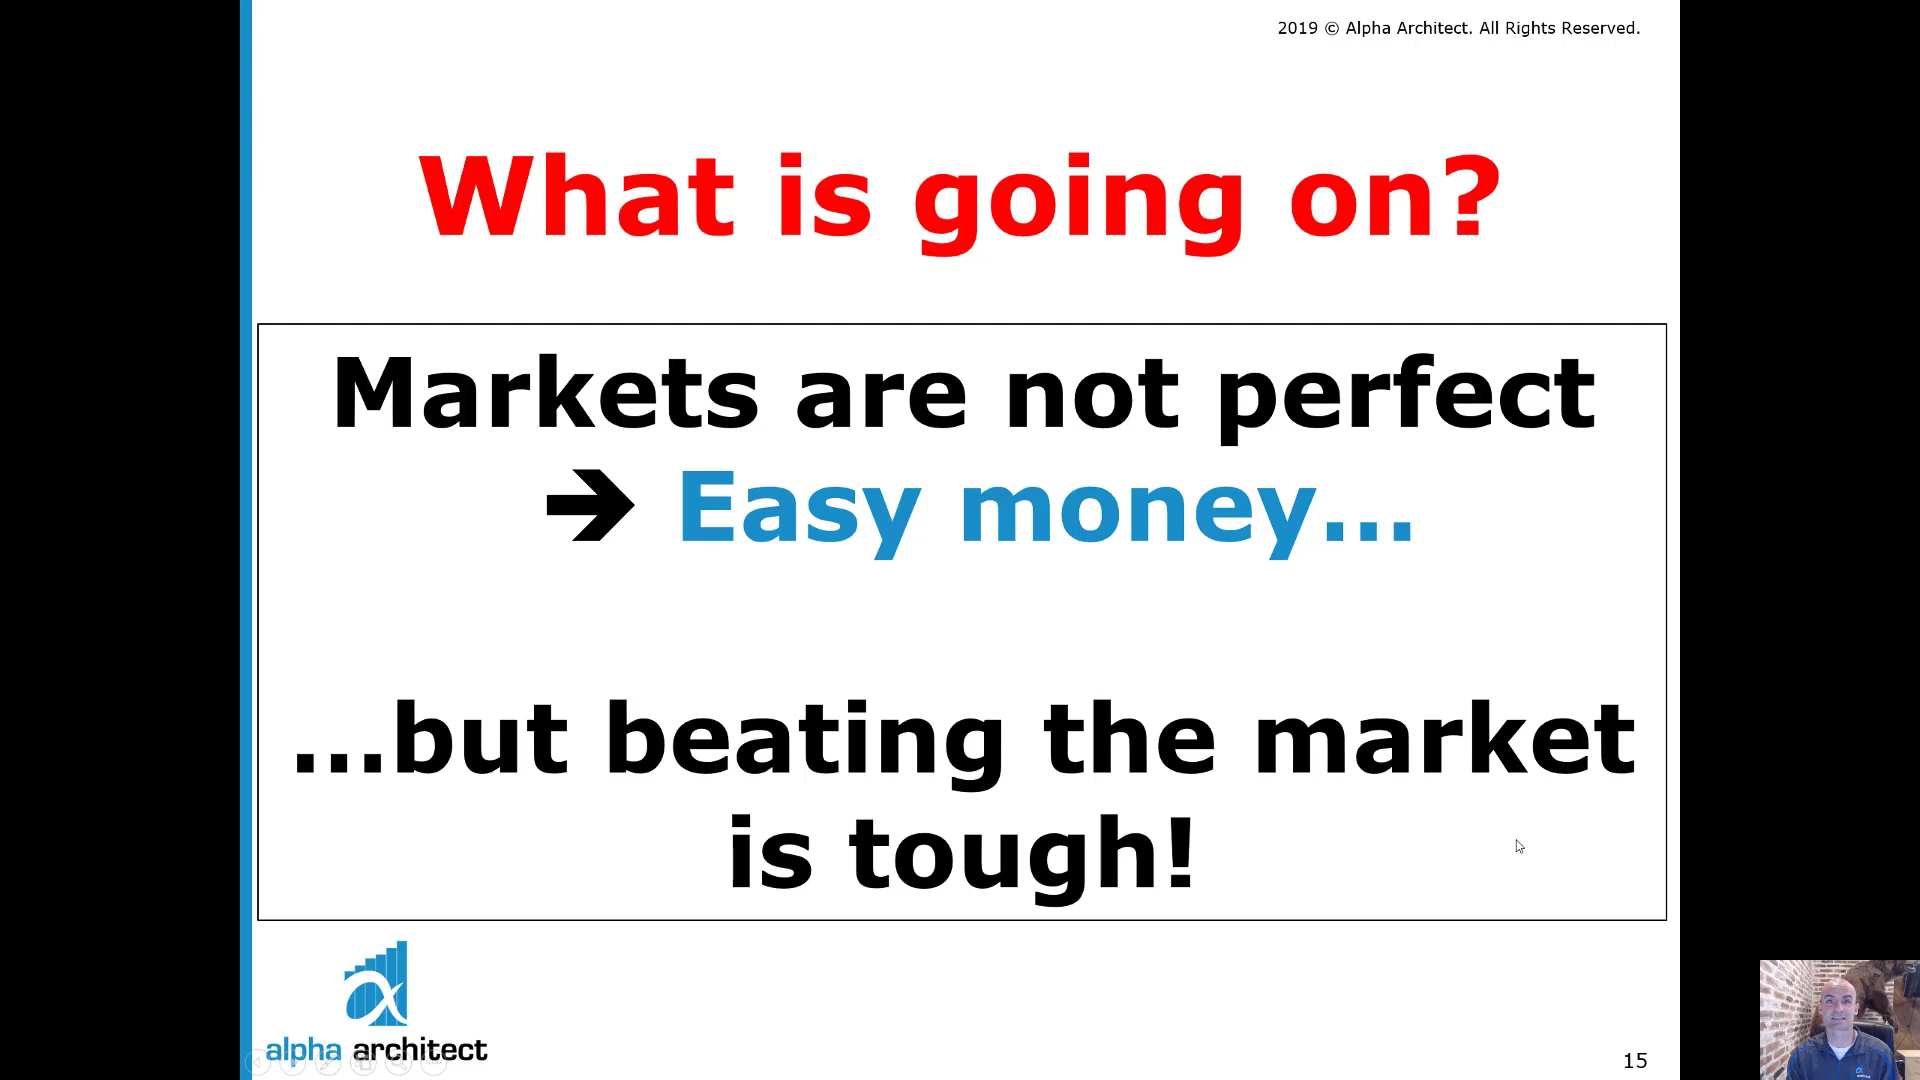 2019 © Alpha Architect. All Rights Reserved.
What is going on?
Markets are not perfect
→ Easy money...
...but beating the market
is tough!
alpha architect
15